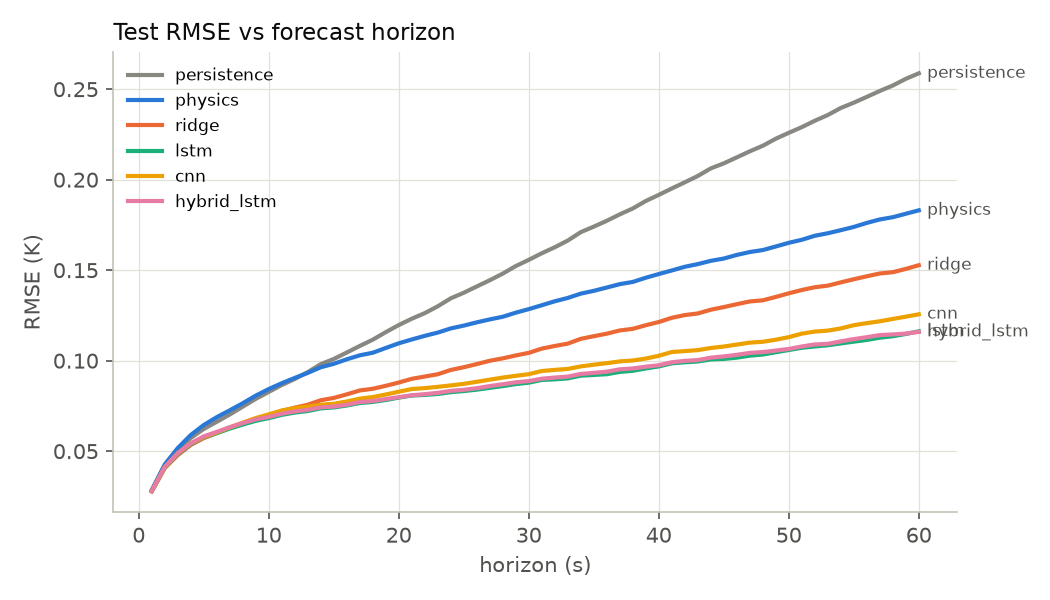 Test RMSE vs forecast horizon
persistence
physics
ridge
lstm
cnn
hybrid_lstm
RMSE (K)
0.25
0.20
0.15
0.10
0.05
0
10
20
30
40
50
60
horizon (s)
persistence
physics
ridge
cnn
lstm
hybrid_lstm